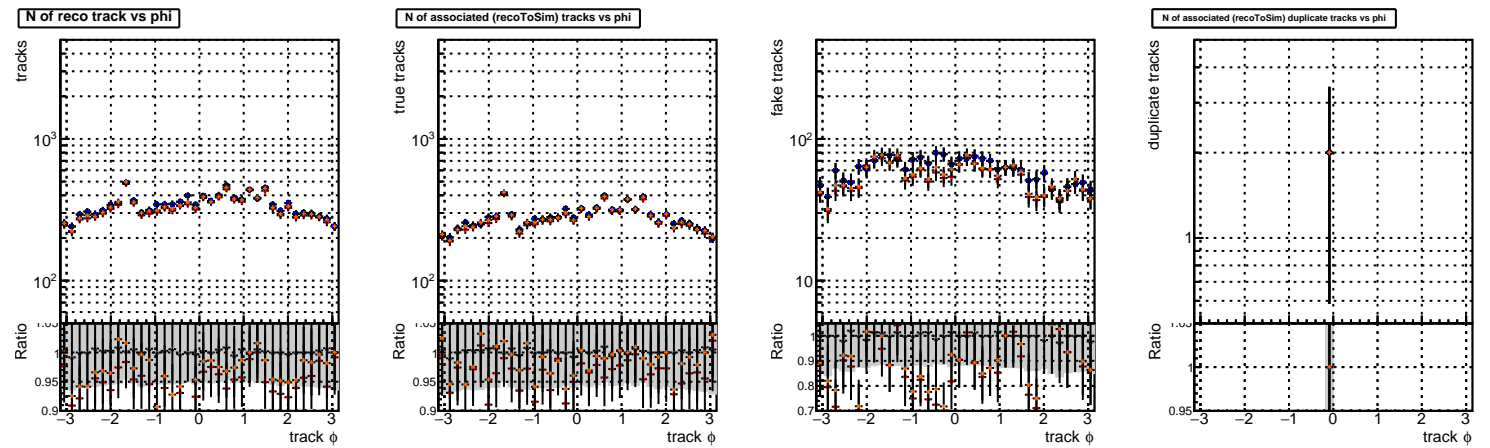 N of reco track vs phi
tracks
10³
10²
Ratio
1.05
1
0.95
0.9
−3 −2 −1 0 1 2 3
track ϕ
N of associated (recoToSim) tracks vs phi
true tracks
10³
10²
Ratio
1.05
1
0.95
0.9
−3 −2 −1 0 1 2 3
track ϕ
fake tracks
10²
10
Ratio
1
0.9
0.8
0.7
−3 −2 −1 0 1 2 3
track ϕ
N of associated (recoToSim) duplicate tracks vs phi
duplicate tracks
1
Ratio
1.05
1
0.95
−3 −2 −1 0 1 2 3
track ϕ